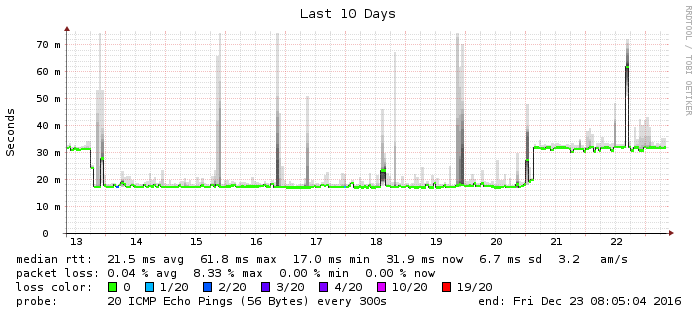 Last 10 Days
RRDTOOL / TOBI OETIKER
Seconds
70 m
60 m
50 m
40 m
30 m
20 m
10 m
0
13 14 15 16 17 18 19 20 21 22
median rtt: 21.5 ms avg 61.8 ms max 17.0 ms min 31.9 ms now 6.7 ms sd 3.2 am/s
packet loss: 0.04 % avg 8.33 % max 0.00 % min 0.00 % now
loss color: 0 1/20 2/20 3/20 4/20 10/20 19/20
probe: 20 ICMP Echo Pings (56 Bytes) every 300s end: Fri Dec 23 08:05:04 2016